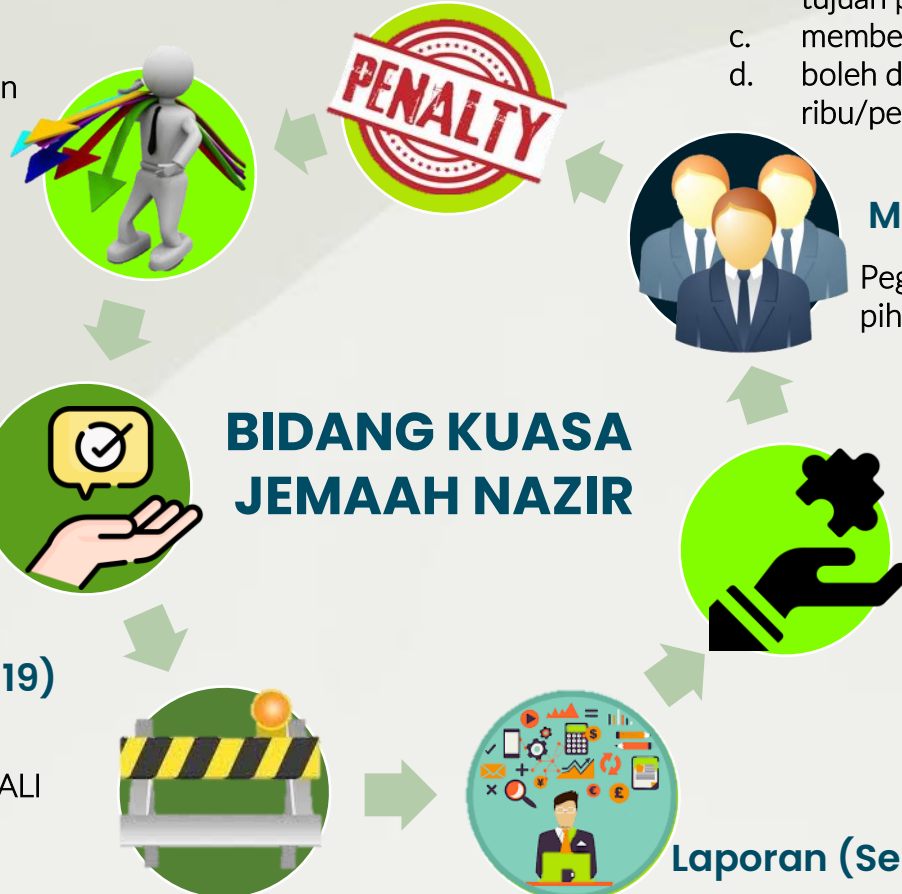 c. membe
d. boleh d
ribu/pe
n
PENALTY
M
Peg
pih
BIDANG KUASA
JEMAAH NAZIR
19)
ALI
Laporan (Se